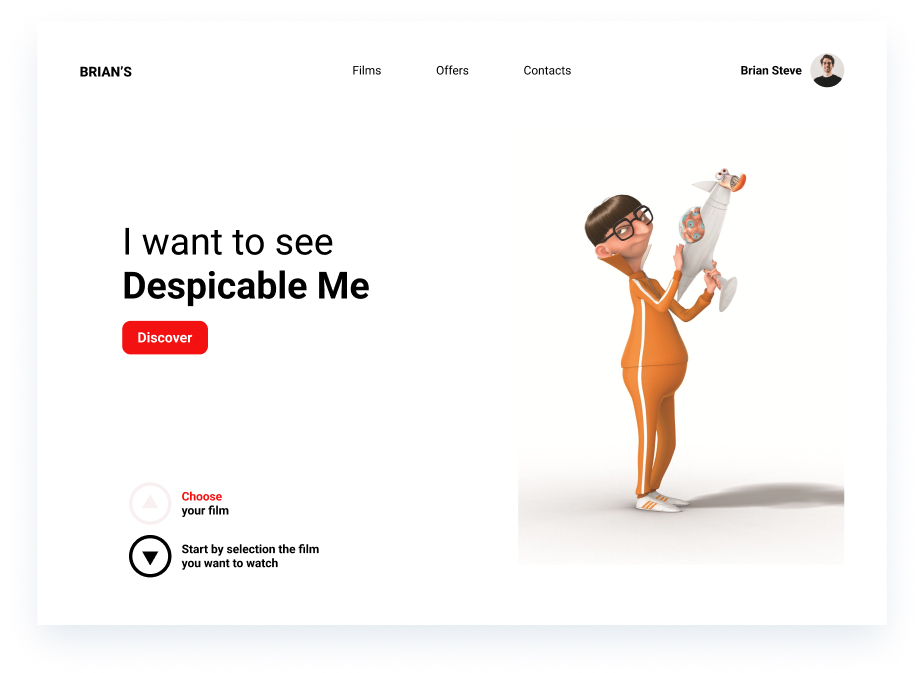 BRIAN’S
Films
Offers
Contacts
Brian Steve
I want to see
Despicable Me
Discover
Choose
your film
Start by selection the film
you want to watch